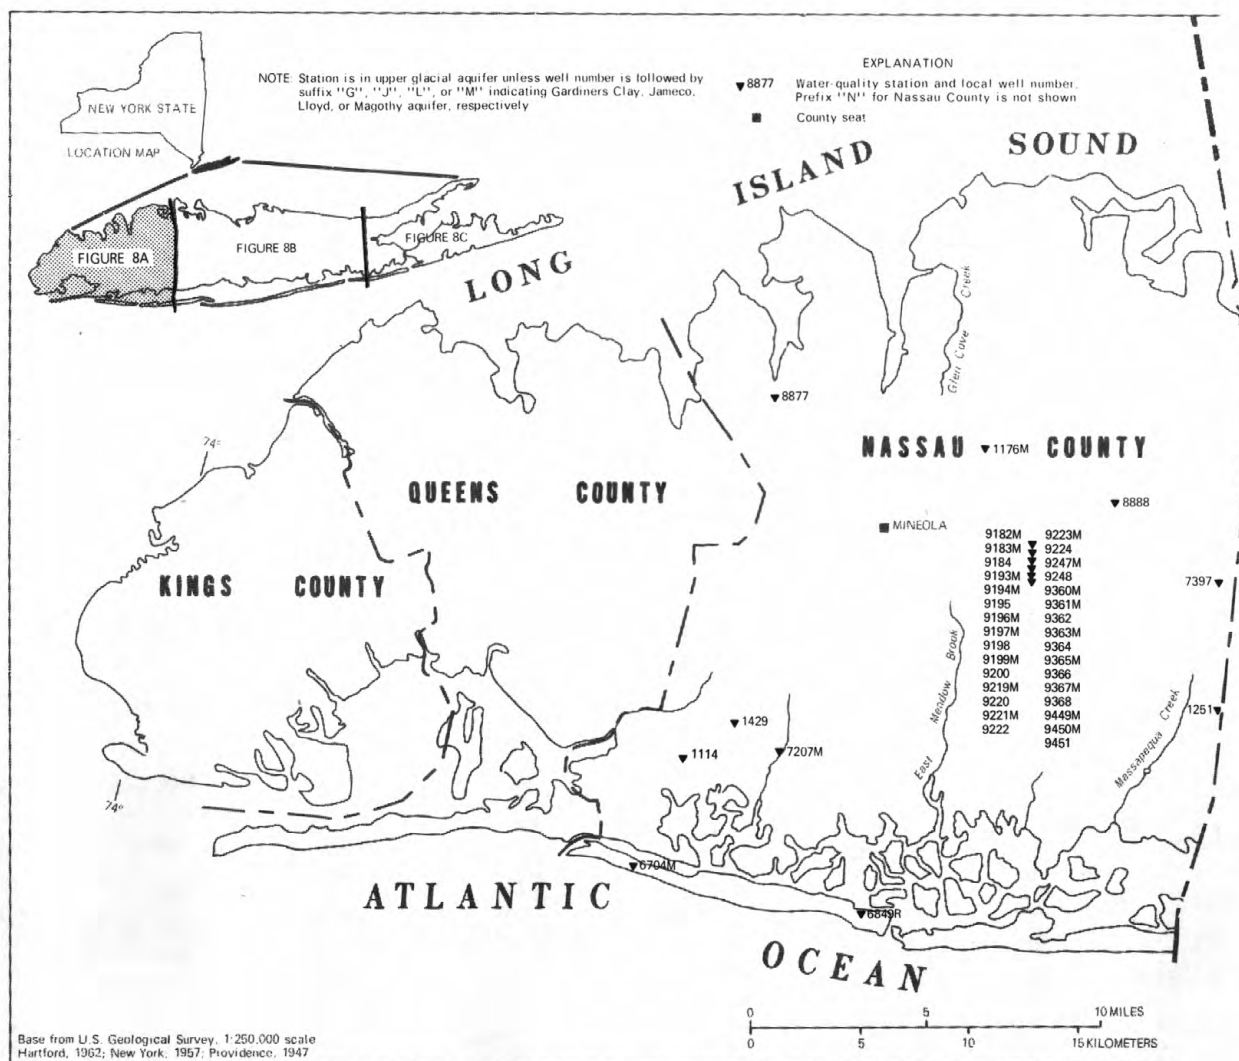 NOTE: Station is in upper glacial aquifer unless well number is followed by
suffix "G", "J", "L", or "M" indicating Gardiners Clay, Jameco,
Lloyd, or Magothy aquifer, respectively
EXPLANATION
8877 Water-quality station and local well number.
Prefix "N" for Nassau County is not shown
County seat
NEW YORK STATE
LOCATION MAP
FIGURE 8A
FIGURE 8B
FIGURE 8C
LONG
ISLAND
SOUND
Glen Cove Creek
8877
NASSAU COUNTY
1176M
74°
QUEENS COUNTY
8888
MINEOLA
KINGS COUNTY
9182M
9183M
9184
9193M
9194M
9195
9196M
9197M
9198
9199M
9200
9219M
9220
9221M
9222
9223M
9224
9247M
9248
9360M
9361M
9362
9363M
9364
9365M
9366
9367M
9368
9449M
9450M
9451
7397
East Meadow Brook
Massapequa Creek
1251
1429
1114
7207M
74°
6704M
6849R
ATLANTIC
OCEAN
0 5 10 MILES
0 5 10 15 KILOMETERS
Base from U.S. Geological Survey, 1:250,000 scale
Hartford, 1962; New York, 1957; Providence, 1947